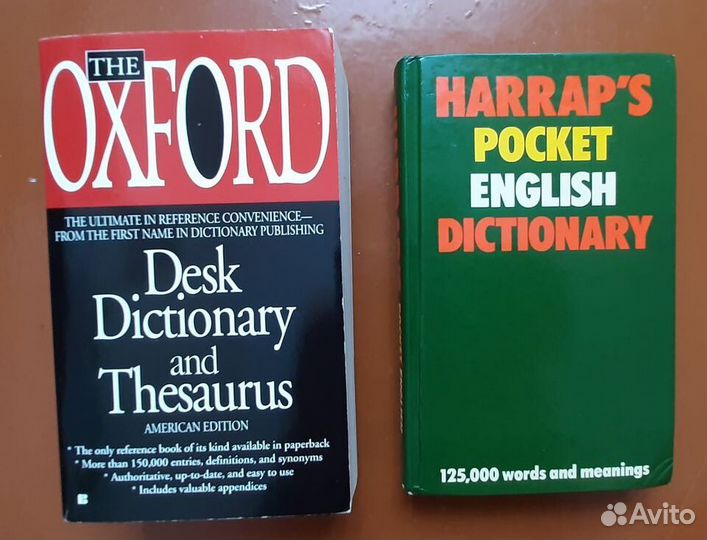 THE
OXFORD
THE ULTIMATE IN REFERENCE CONVENIENCE—
FROM THE FIRST NAME IN DICTIONARY PUBLISHING
Desk
Dictionary
and
Thesaurus
AMERICAN EDITION
* The only reference book of its kind available in paperback
* More than 150,000 entries, definitions, and synonyms
* Authoritative, up-to-date, and easy to use
* Includes valuable appendices
B
HARRAP'S
POCKET
ENGLISH
DICTIONARY
125,000 words and meanings
Avito